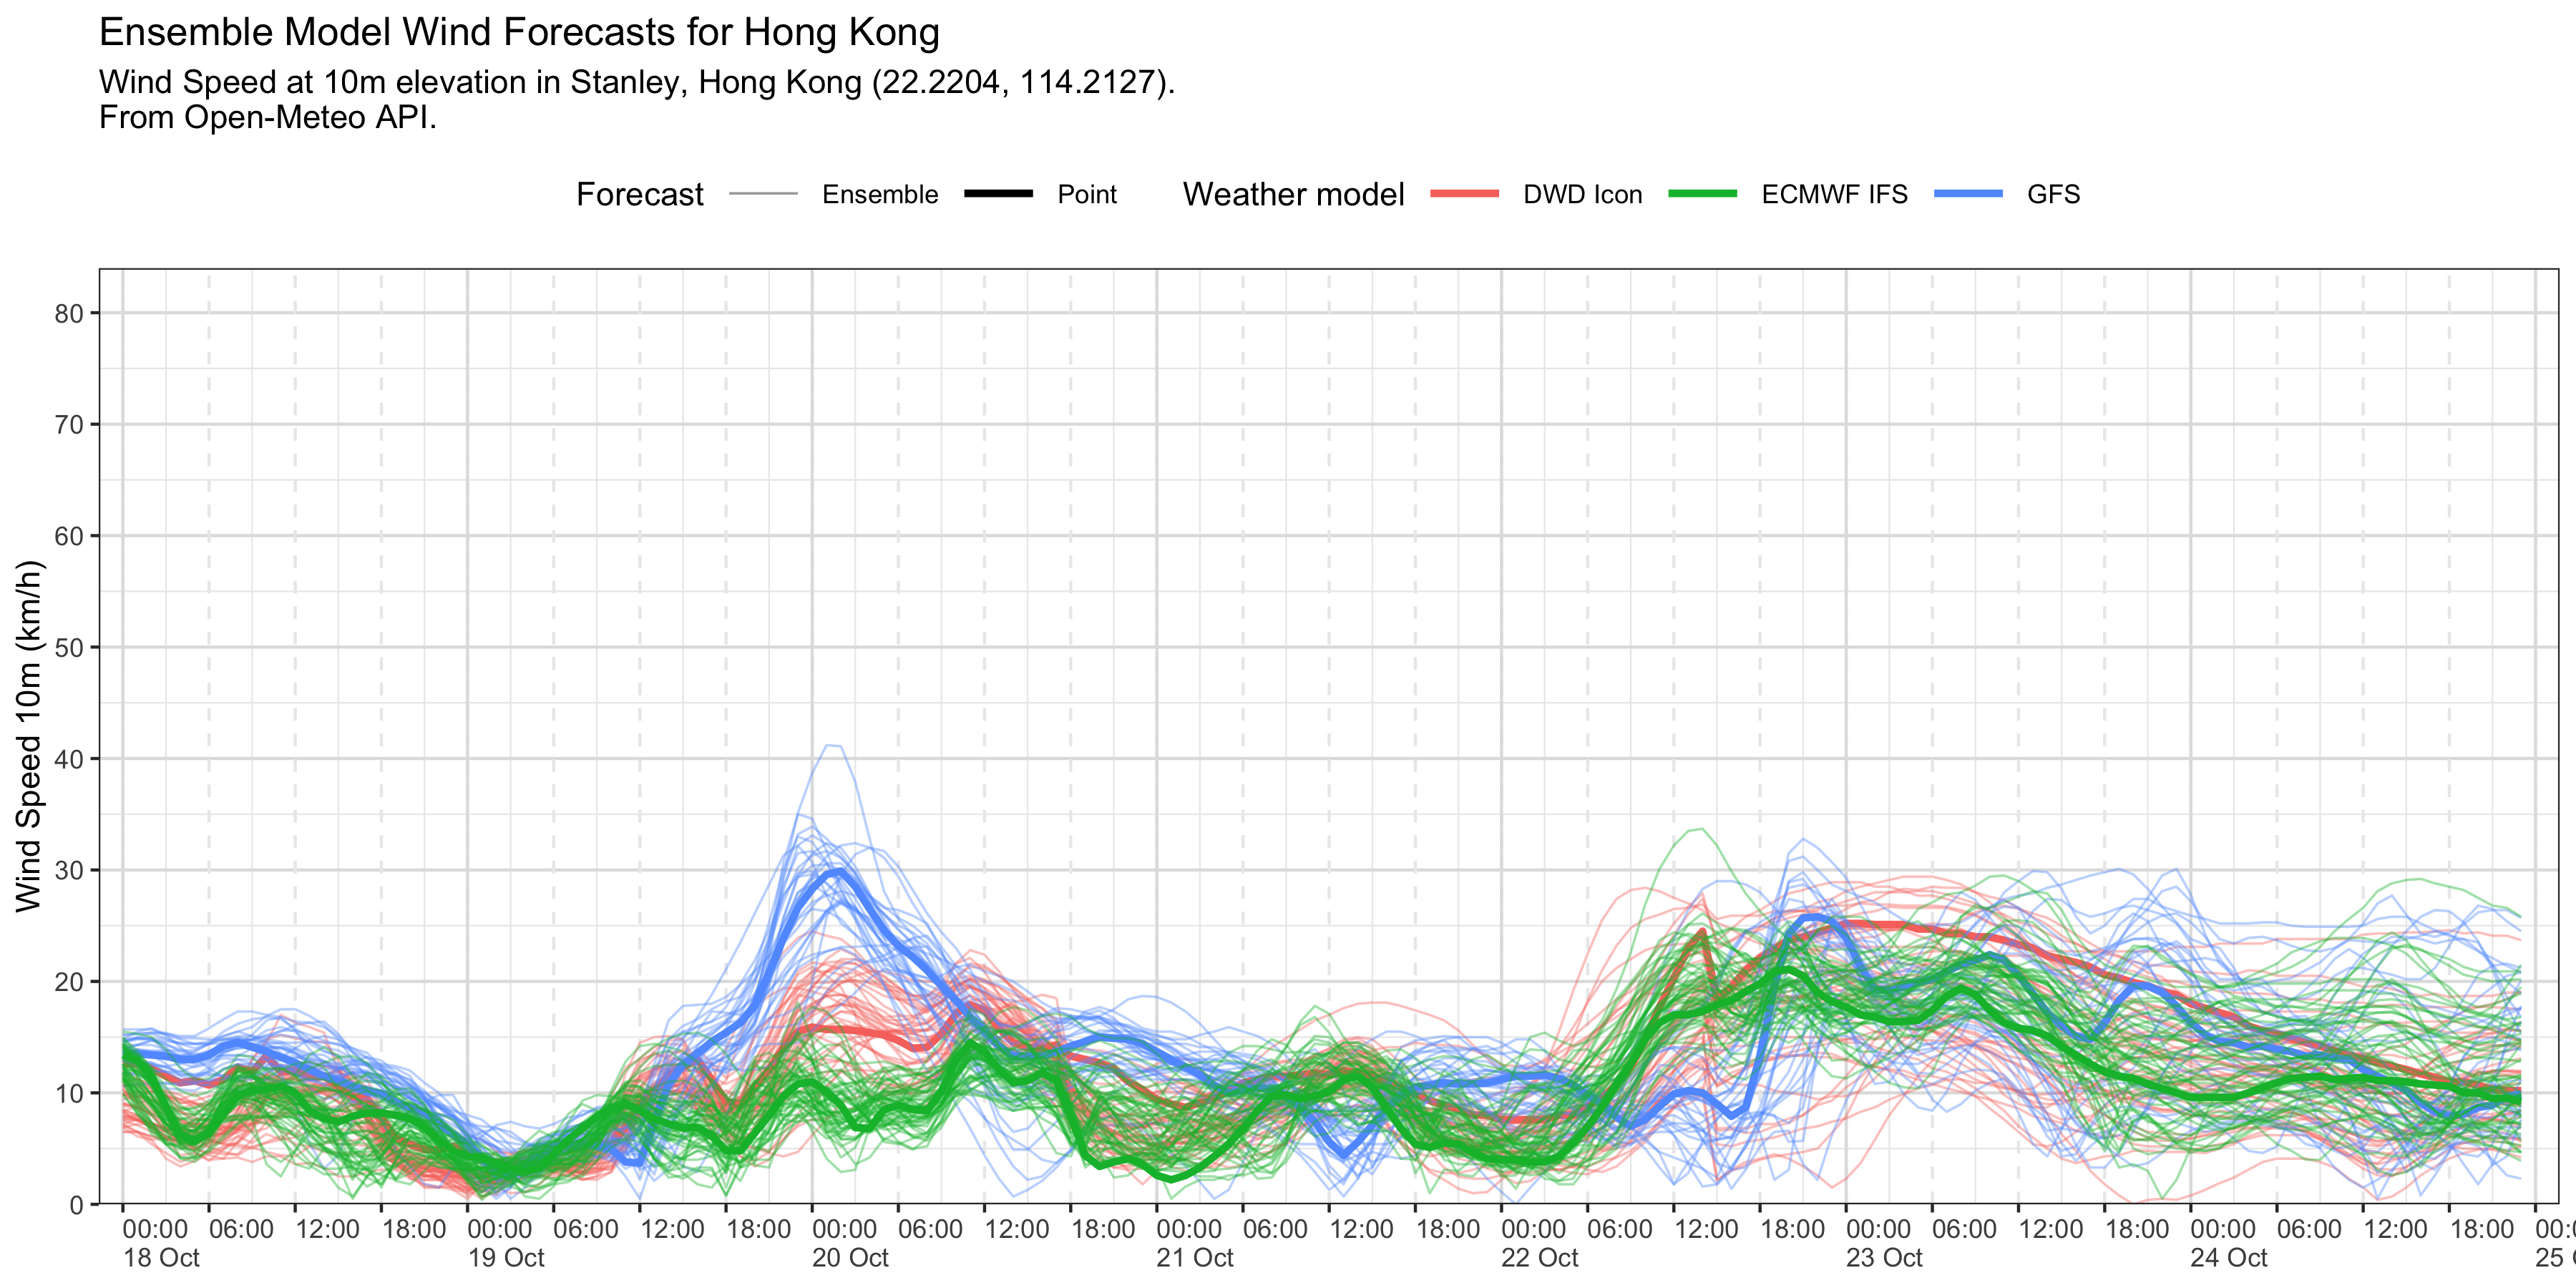 Ensemble Model Wind Forecasts for Hong Kong
Wind Speed at 10m elevation in Stanley, Hong Kong (22.2204, 114.2127).
From Open-Meteo API.
Forecast Ensemble Point Weather model DWD Icon ECMWF IFS GFS
Wind Speed 10m (km/h)
80
70
60
50
40
30
20
10
0
00:00 06:00 12:00 18:00 00:00 06:00 12:00 18:00 00:00 06:00 12:00 18:00 00:00 06:00 12:00 18:00 00:00 06:00 12:00 18:00 00:00 06:00 12:00 18:00 00:00 06:00 12:00 18:00 00:
18 Oct 19 Oct 20 Oct 21 Oct 22 Oct 23 Oct 24 Oct 25